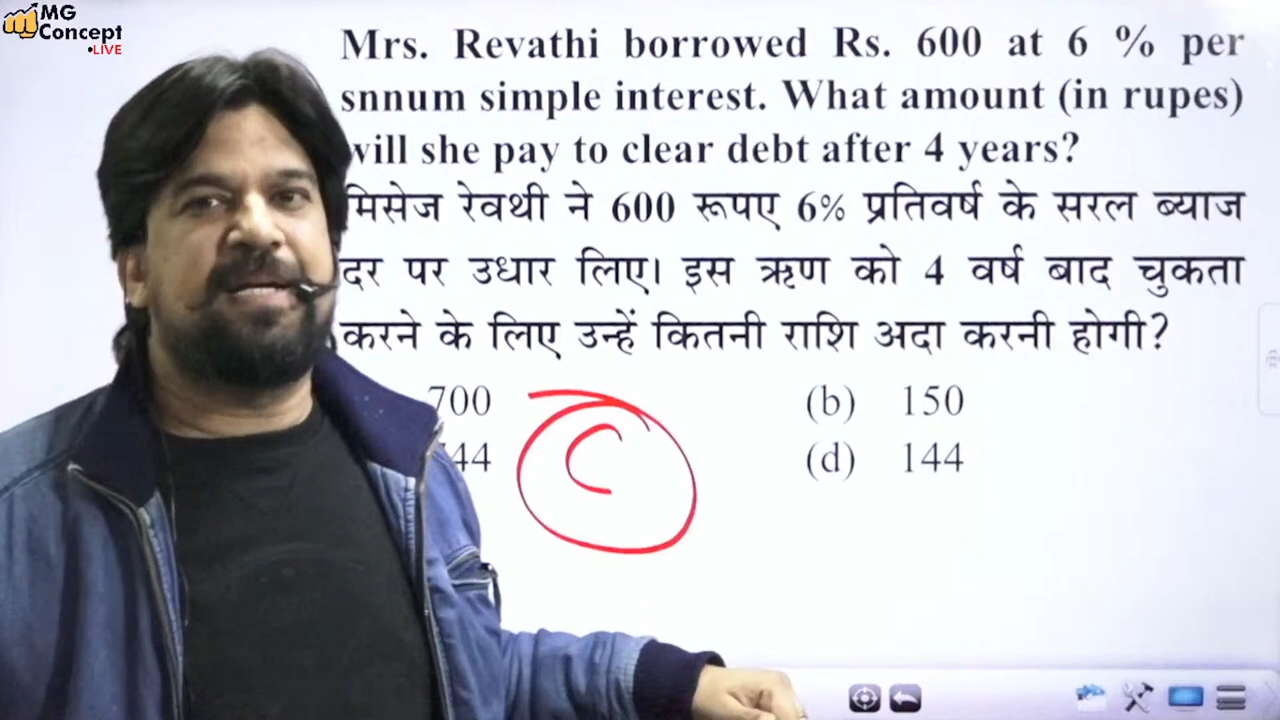 MG
Concept
LIVE
Mrs. Revathi borrowed Rs. 600 at 6 % per
snnum simple interest. What amount (in rupes)
will she pay to clear debt after 4 years?
मिसेज रेवथी ने 600 रूपए 6% प्रतिवर्ष के सरल ब्याज
दर पर उधार लिए। इस ऋण को 4 वर्ष बाद चुकता
करने के लिए उन्हें कितनी राशि अदा करनी होगी?
700 (b) 150
44 C (d) 144